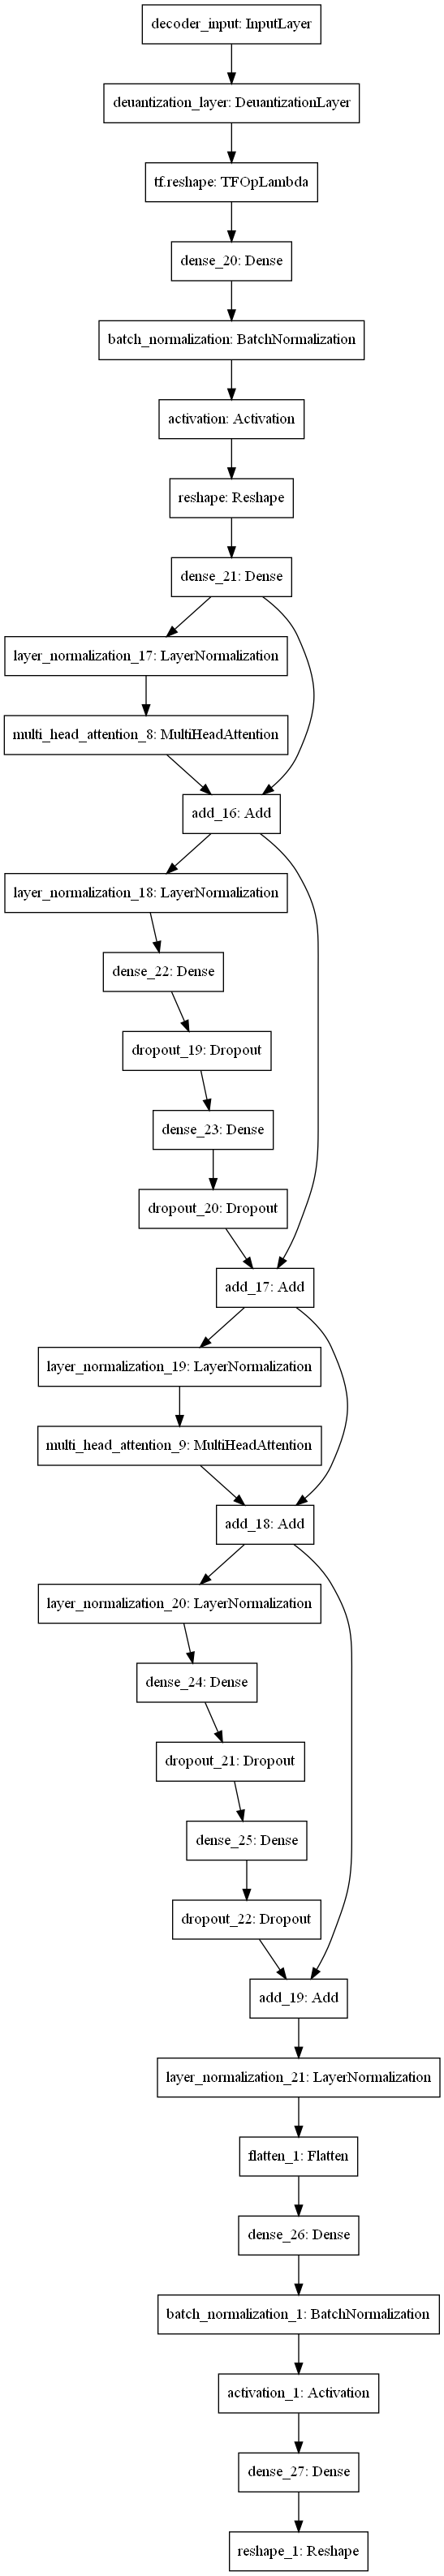 decoder_input: InputLayer
deuantization_layer: DeuantizationLayer
tf.reshape: TFOpLambda
dense_20: Dense
batch_normalization: BatchNormalization
activation: Activation
reshape: Reshape
dense_21: Dense
layer_normalization_17: LayerNormalization
multi_head_attention_8: MultiHeadAttention
add_16: Add
layer_normalization_18: LayerNormalization
dense_22: Dense
dropout_19: Dropout
dense_23: Dense
dropout_20: Dropout
add_17: Add
layer_normalization_19: LayerNormalization
multi_head_attention_9: MultiHeadAttention
add_18: Add
layer_normalization_20: LayerNormalization
dense_24: Dense
dropout_21: Dropout
dense_25: Dense
dropout_22: Dropout
add_19: Add
layer_normalization_21: LayerNormalization
flatten_1: Flatten
dense_26: Dense
batch_normalization_1: BatchNormalization
activation_1: Activation
dense_27: Dense
reshape_1: Reshape